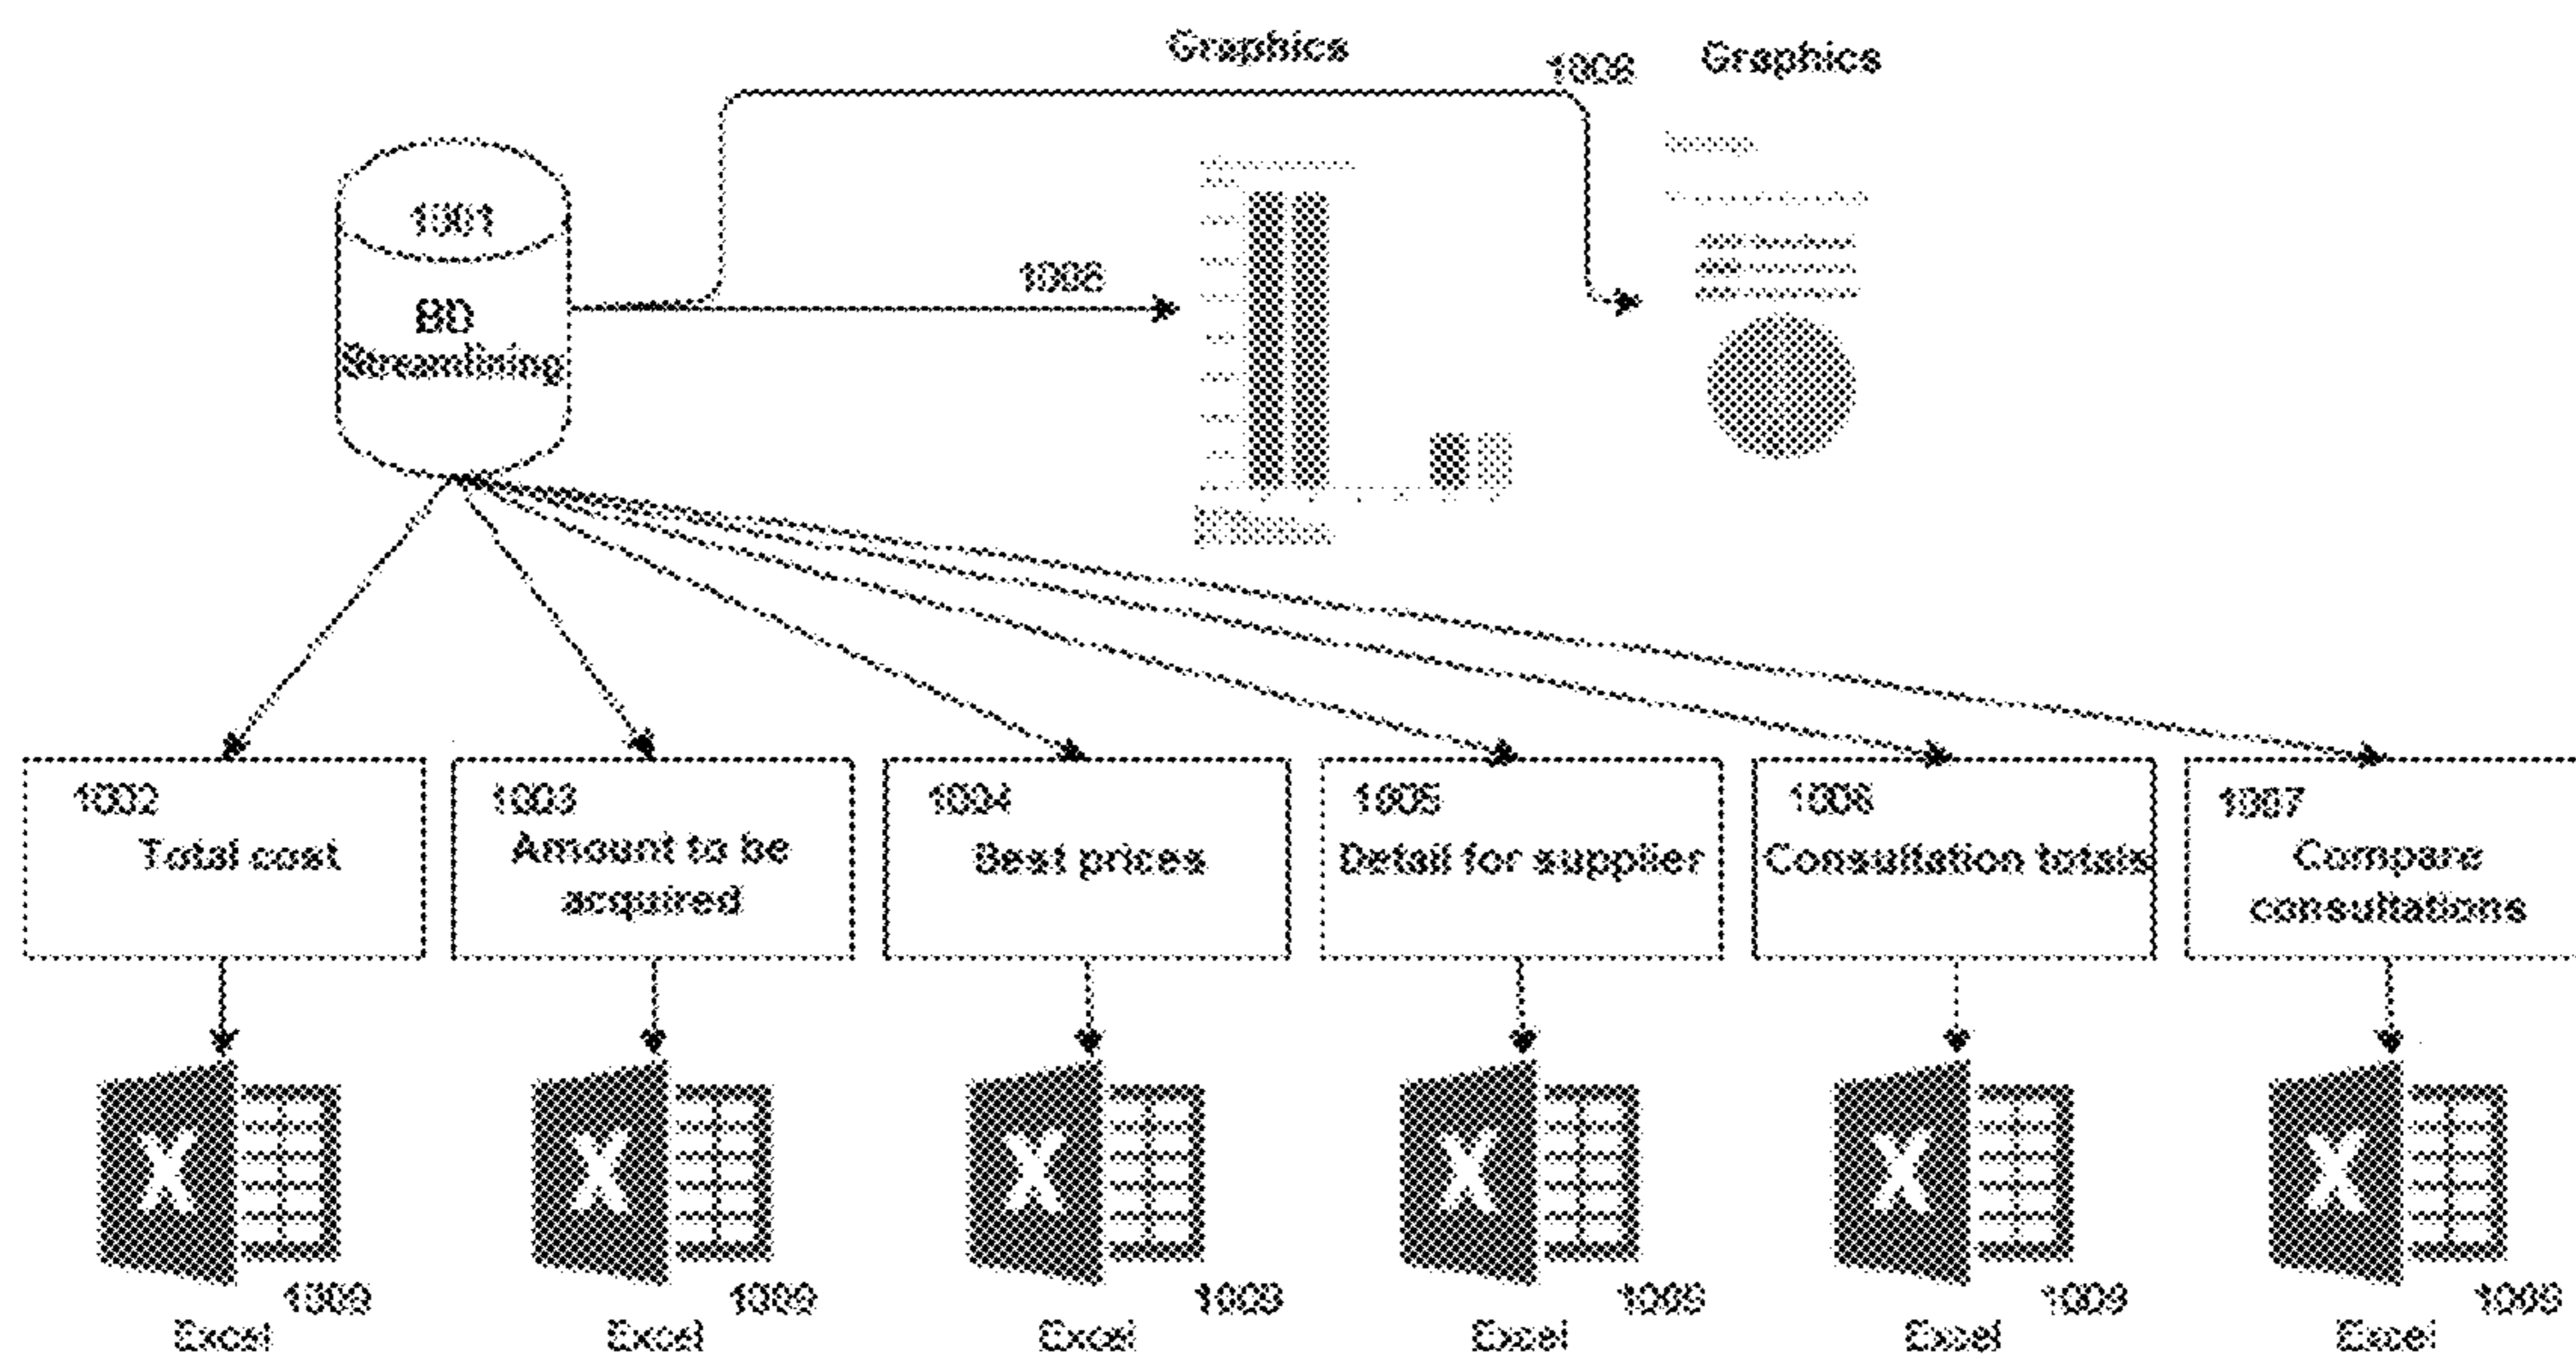 Graphics
1008
Graphics
1001
1008
BD
Streamlining
1002
Total cost
1003
Amount to be
acquired
1004
Best prices
1005
Detail for supplier
1006
Consultation totals
1007
Compare
consultations
1009
Excel
1009
Excel
1009
Excel
1009
Excel
1009
Excel
1009
Excel